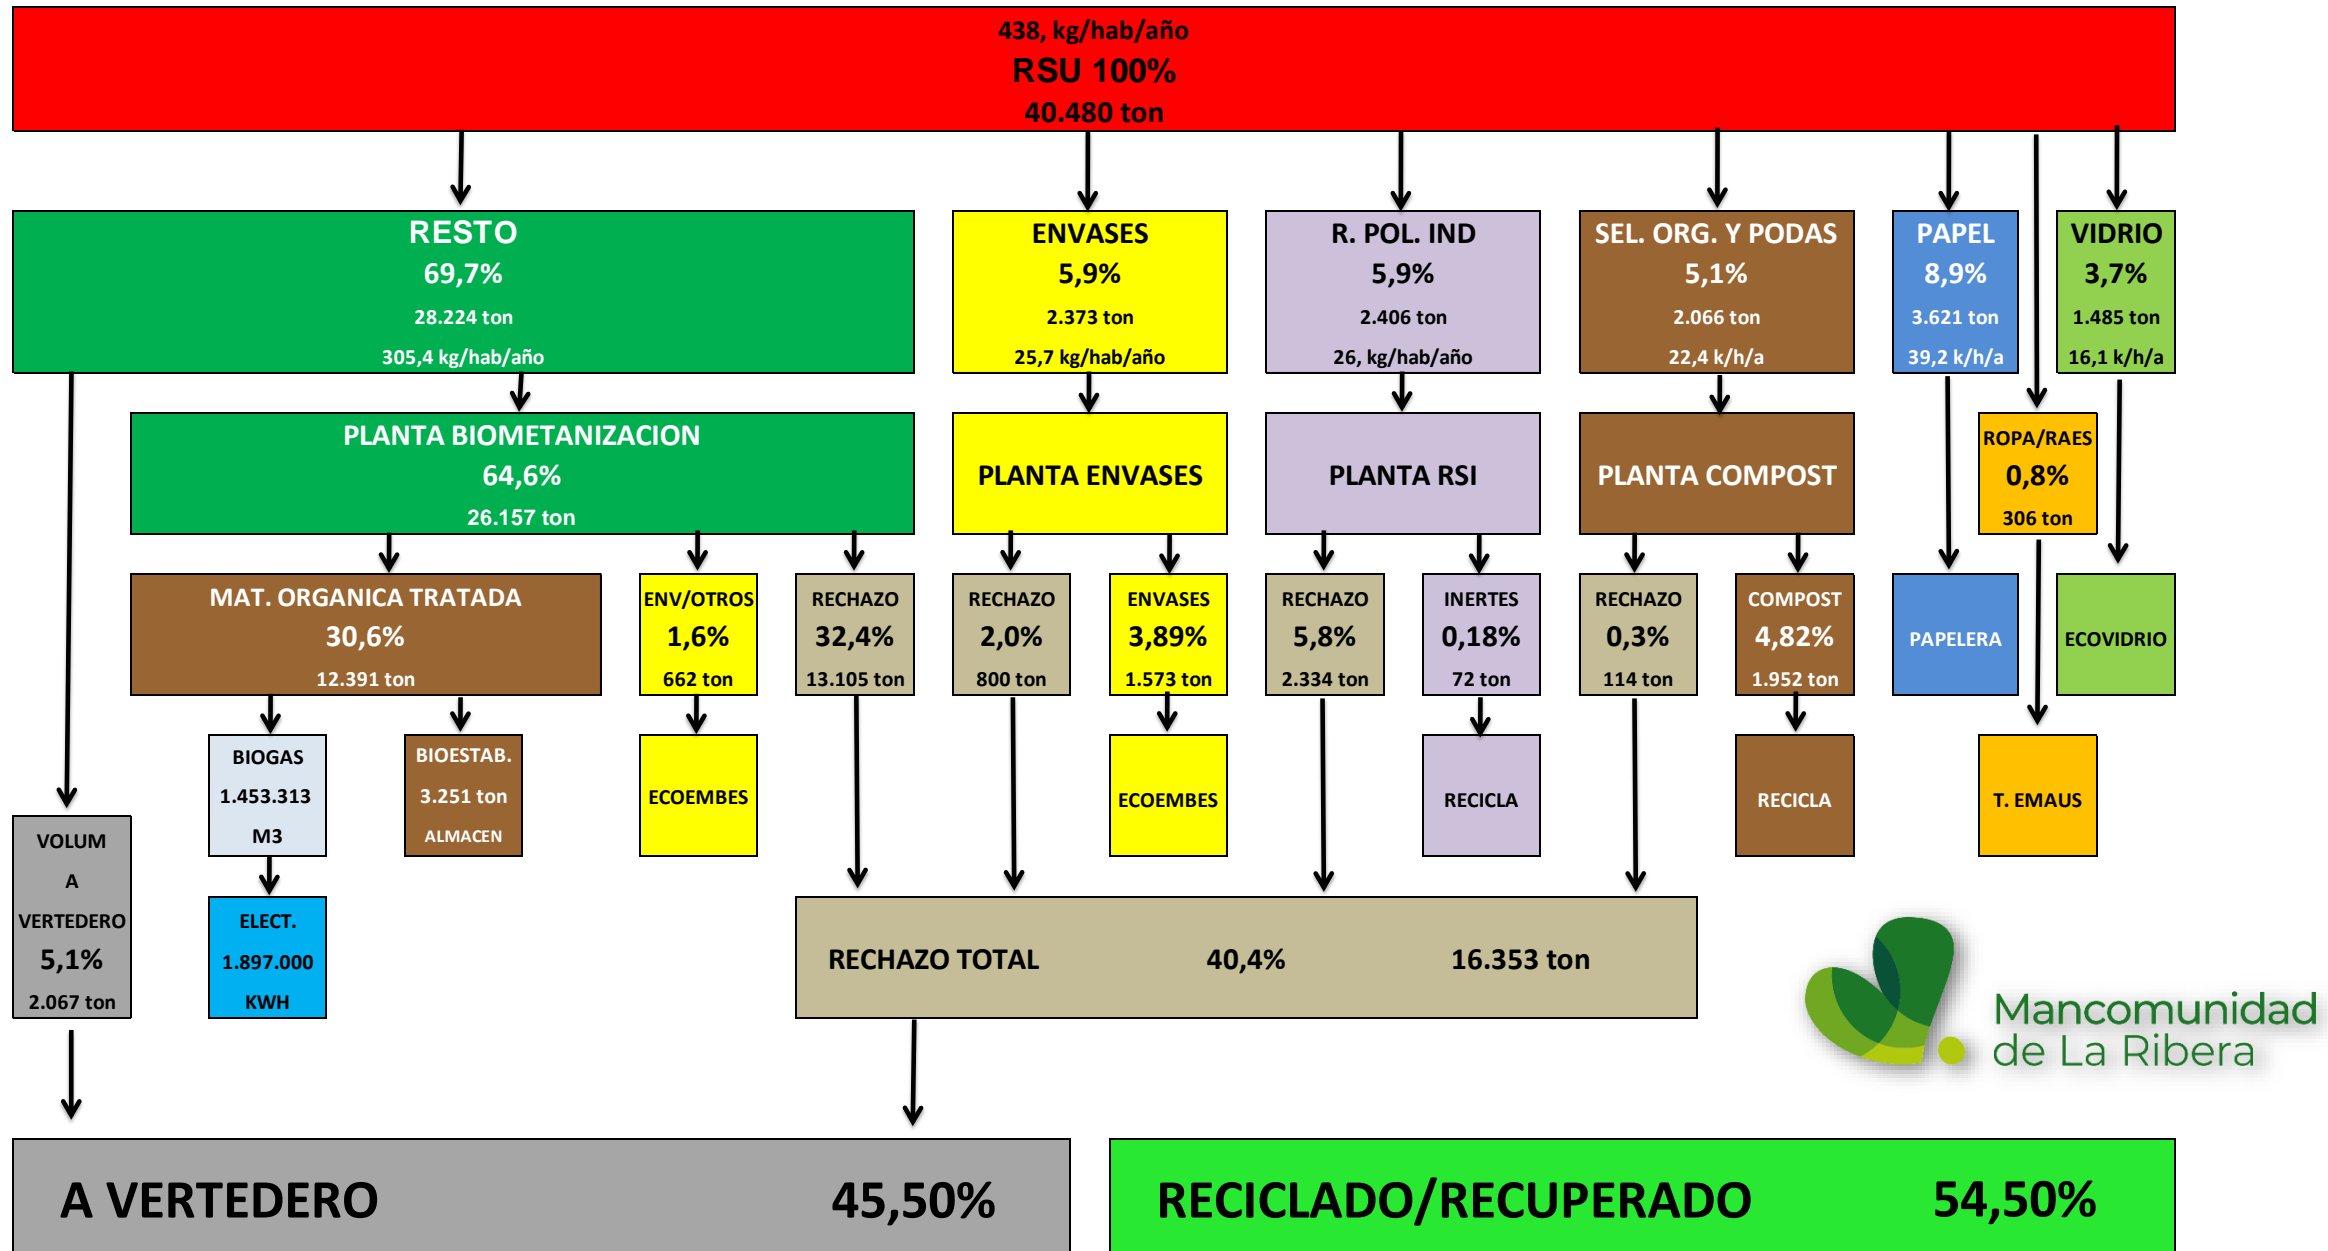 438, kg/hab/año
RSU 100%
40.480 ton
RESTO
69,7%
28.224 ton
305,4 kg/hab/año
ENVASES
5,9%
2.373 ton
25,7 kg/hab/año
R. POL. IND
5,9%
2.406 ton
26, kg/hab/año
SEL. ORG. Y PODAS
5,1%
2.066 ton
22,4 k/h/a
PAPEL
8,9%
3.621 ton
39,2 k/h/a
VIDRIO
3,7%
1.485 ton
16,1 k/h/a
PLANTA BIOMETANIZACION
64,6%
26.157 ton
PLANTA ENVASES
PLANTA RSI
PLANTA COMPOST
ROPA/RAES
0,8%
306 ton
MAT. ORGANICA TRATADA
30,6%
12.391 ton
ENV/OTROS
1,6%
662 ton
RECHAZO
32,4%
13.105 ton
RECHAZO
2,0%
800 ton
ENVASES
3,89%
1.573 ton
RECHAZO
5,8%
2.334 ton
INERTES
0,18%
72 ton
RECHAZO
0,3%
114 ton
COMPOST
4,82%
1.952 ton
PAPELERA
ECOVIDRIO
BIOGAS
1.453.313
M3
BIOESTAB.
3.251 ton
ALMACEN
ECOEMBES
ECOEMBES
RECICLA
RECICLA
T. EMAUS
VOLUM
A
VERTEDERO
5,1%
2.067 ton
ELECT.
1.897.000
KWH
RECHAZO TOTAL 40,4% 16.353 ton
Mancomunidad
de La Ribera
A VERTEDERO 45,50%
RECICLADO/RECUPERADO 54,50%